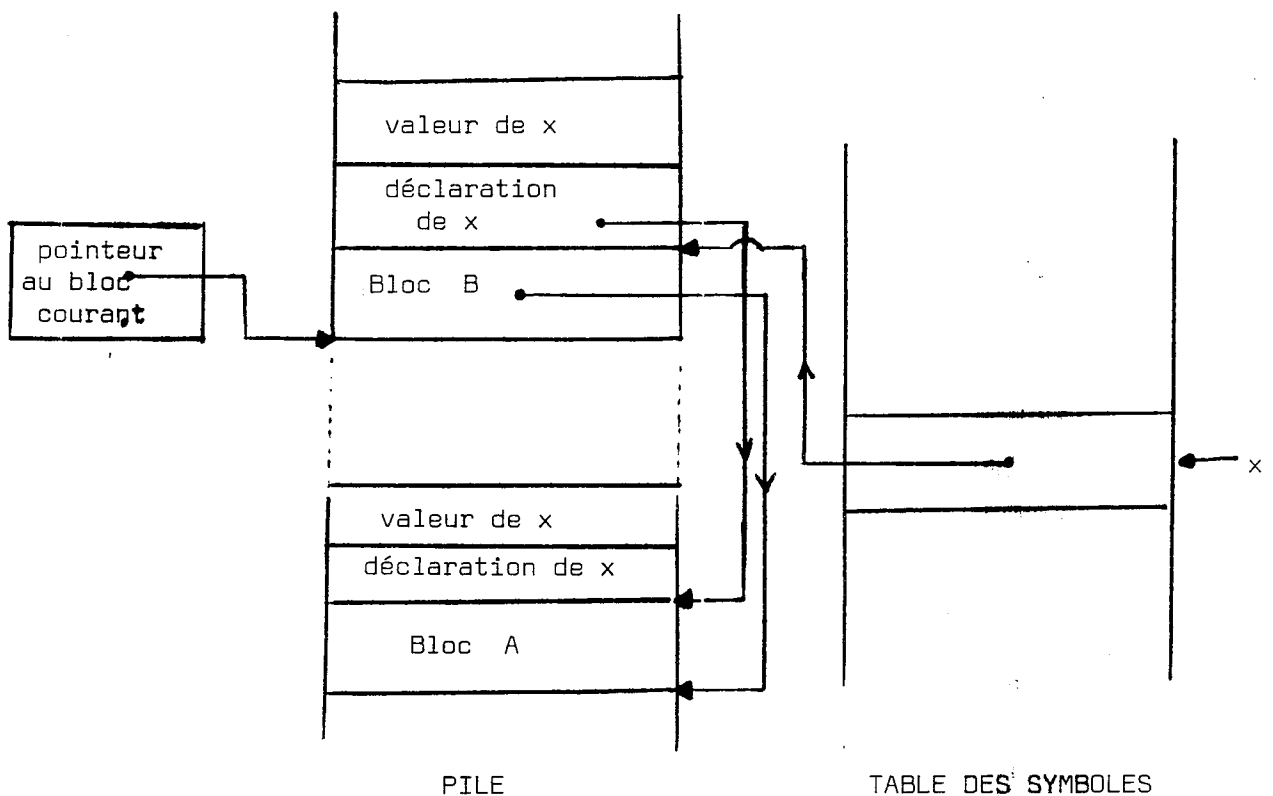 valeur de x
déclaration
de x
pointeur
au bloc
courant
Bloc B
x
valeur de x
déclaration de x
Bloc A
PILE
TABLE DES SYMBOLES